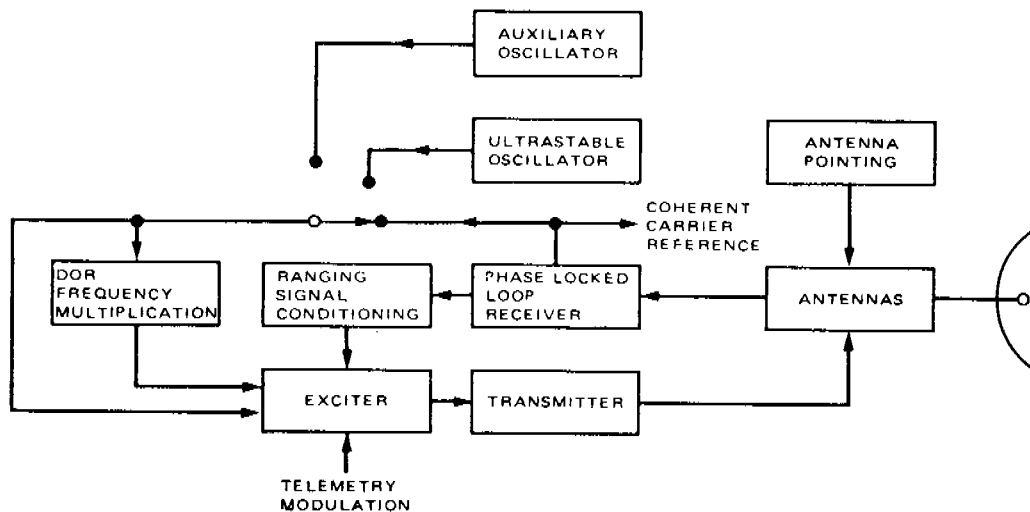 AUXILIARY
OSCILLATOR
ULTRASTABLE
OSCILLATOR
ANTENNA
POINTING
COHERENT
CARRIER
REFERENCE
DOR
FREQUENCY
MULTIPLICATION
RANGING
SIGNAL
CONDITIONING
PHASE LOCKED
LOOP
RECEIVER
ANTENNAS
EXCITER
TRANSMITTER
TELEMETRY
MODULATION